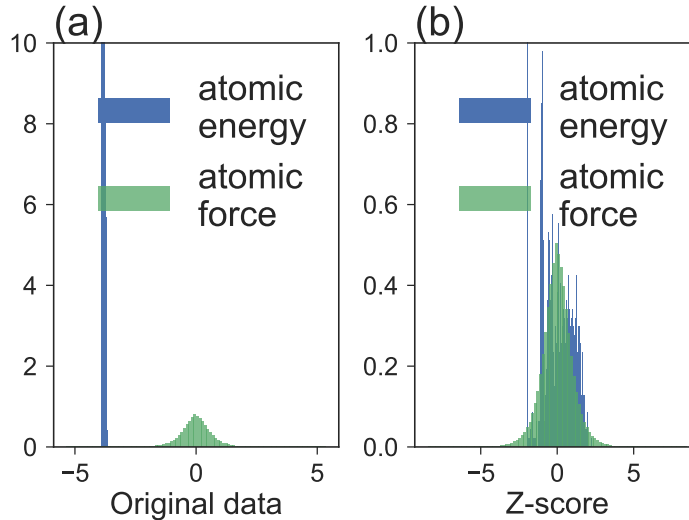 (a)
10
8
6
4
2
0
atomic
energy
atomic
force
−5
0
5
Original data
(b)
1.0
0.8
0.6
0.4
0.2
0.0
atomic
energy
atomic
force
−5
0
5
Z-score